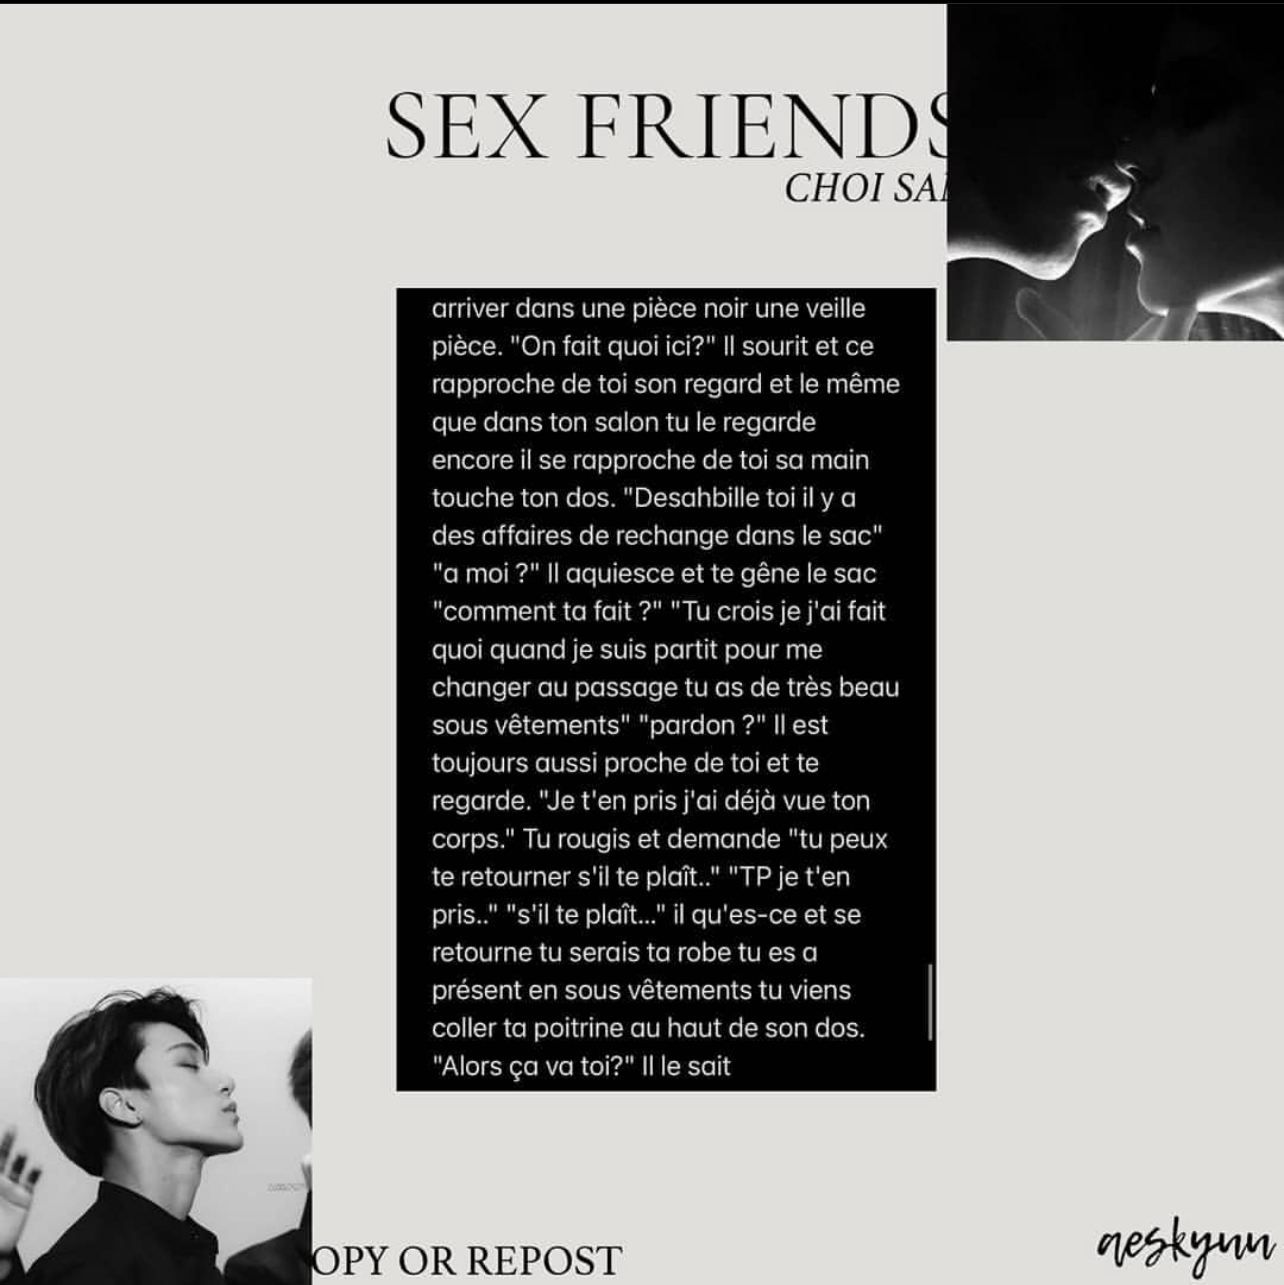 SEX FRIENDS
CHOI SA
arriver dans une pièce noir une veille
pièce. "On fait quoi ici?" Il sourit et ce
rapproche de toi son regard et le même
que dans ton salon tu le regarde
encore il se rapproche de toi sa main
touche ton dos. "Desahbille toi il y a
des affaires de rechange dans le sac"
"a moi ?" Il aquiesce et te gêne le sac
"comment ta fait ?" "Tu crois je j'ai fait
quoi quand je suis partit pour me
changer au passage tu as de très beau
sous vêtements" "pardon ?" Il est
toujours aussi proche de toi et te
regarde. "Je t'en pris j'ai déjà vue ton
corps." Tu rougis et demande "tu peux
te retourner s'il te plaît.." "TP je t'en
pris.." "s'il te plaît..." il qu'es-ce et se
retourne tu serais ta robe tu es a
présent en sous vêtements tu viens
coller ta poitrine au haut de son dos.
"Alors ça va toi?" Il le sait
OPY OR REPOST
aeskynn